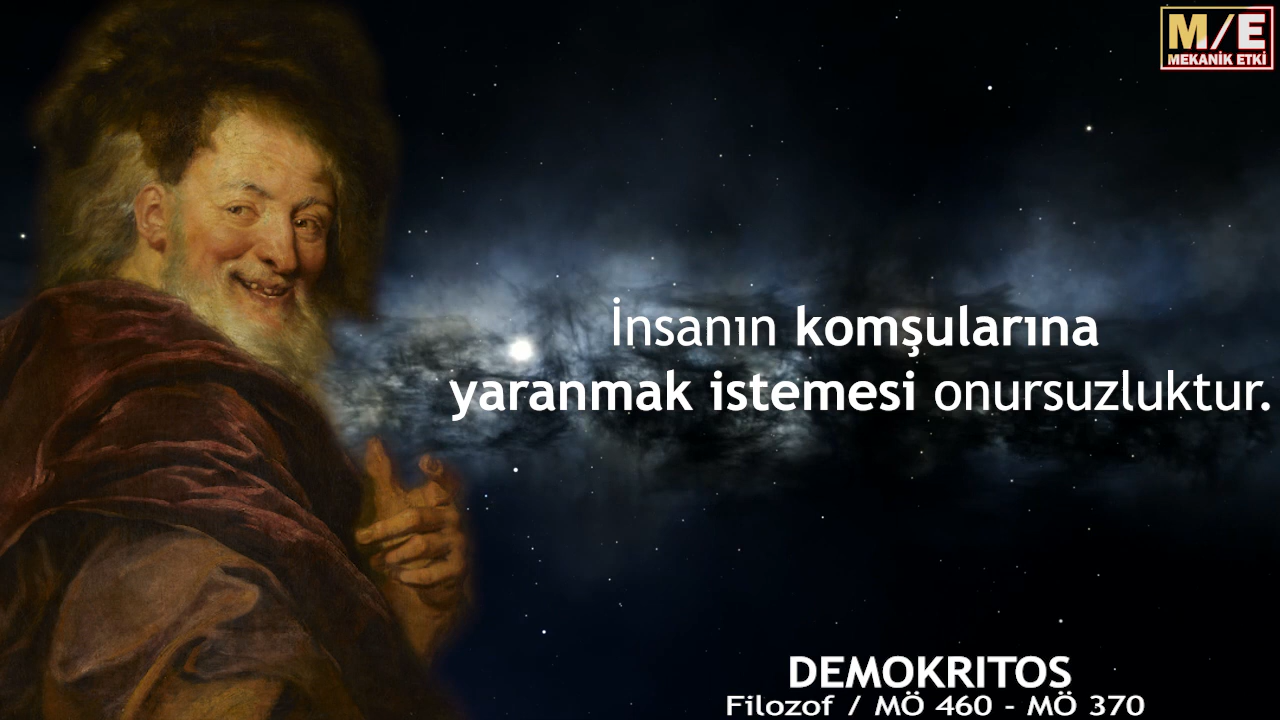 M/E
MEKANİK ETKİ
İnsanın komşularına
yaranmak istemesi onursuzluktur.
DEMOKRITOS
Filozof / MÖ 460 - MÖ 370